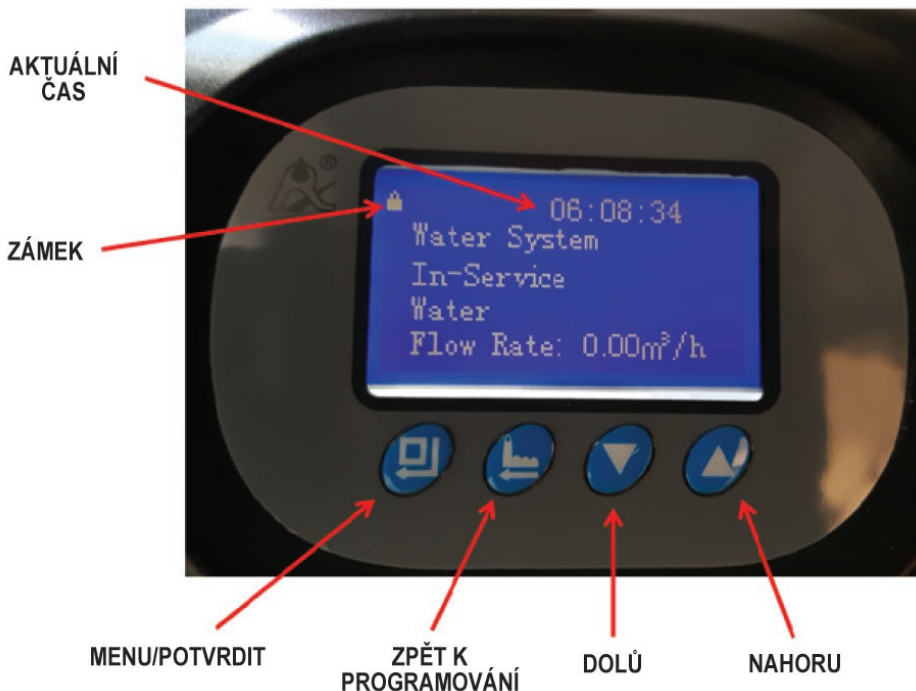 AKTUÁLNÍ
ČAS
®
06:08:34
ZÁMEK
Water System
In-Service
Water
Flow Rate: 0.00m³/h
MENU/POTVRDIT
ZPĚT K
PROGRAMOVÁNÍ
DOLŮ
NAHORU